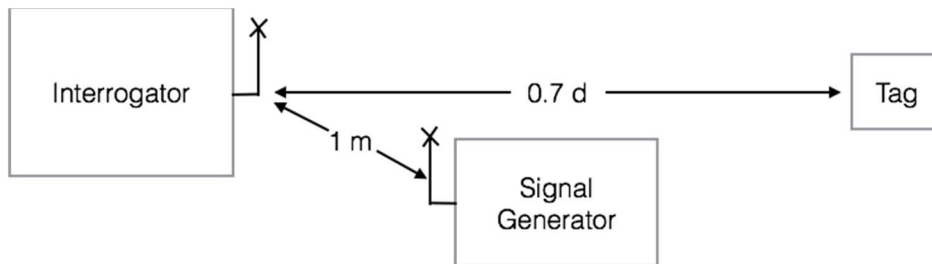 Interrogator
0.7 d
Tag
1 m
Signal
Generator